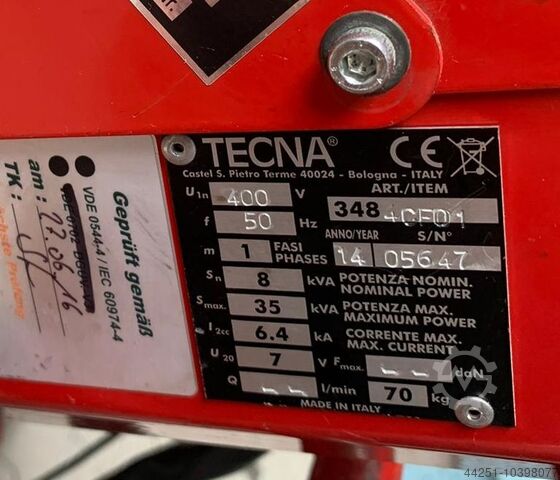 TECNA® CE
Castel S. Pietro Terme 40024 - Bologna - ITALY
U1n 400 V ART./ITEM
348 4CF01
f 50 Hz ANNO/YEAR S/N°
m 1 FASI PHASES 14 05647
Sn 8 kVA POTENZA NOMIN.
NOMINAL POWER
Smax. 35 kVA POTENZA MAX.
MAXIMUM POWER
I2cc 6.4 kA CORRENTE MAX.
MAX. CURRENT
U20 7 V Fmax. -- daN
Q -- l/min 70 kg
MADE IN ITALY
Geprüft gemäß
VDE 0544-4 / IEC 60974-4
am: 27.06.16
TK:
44251-10398077